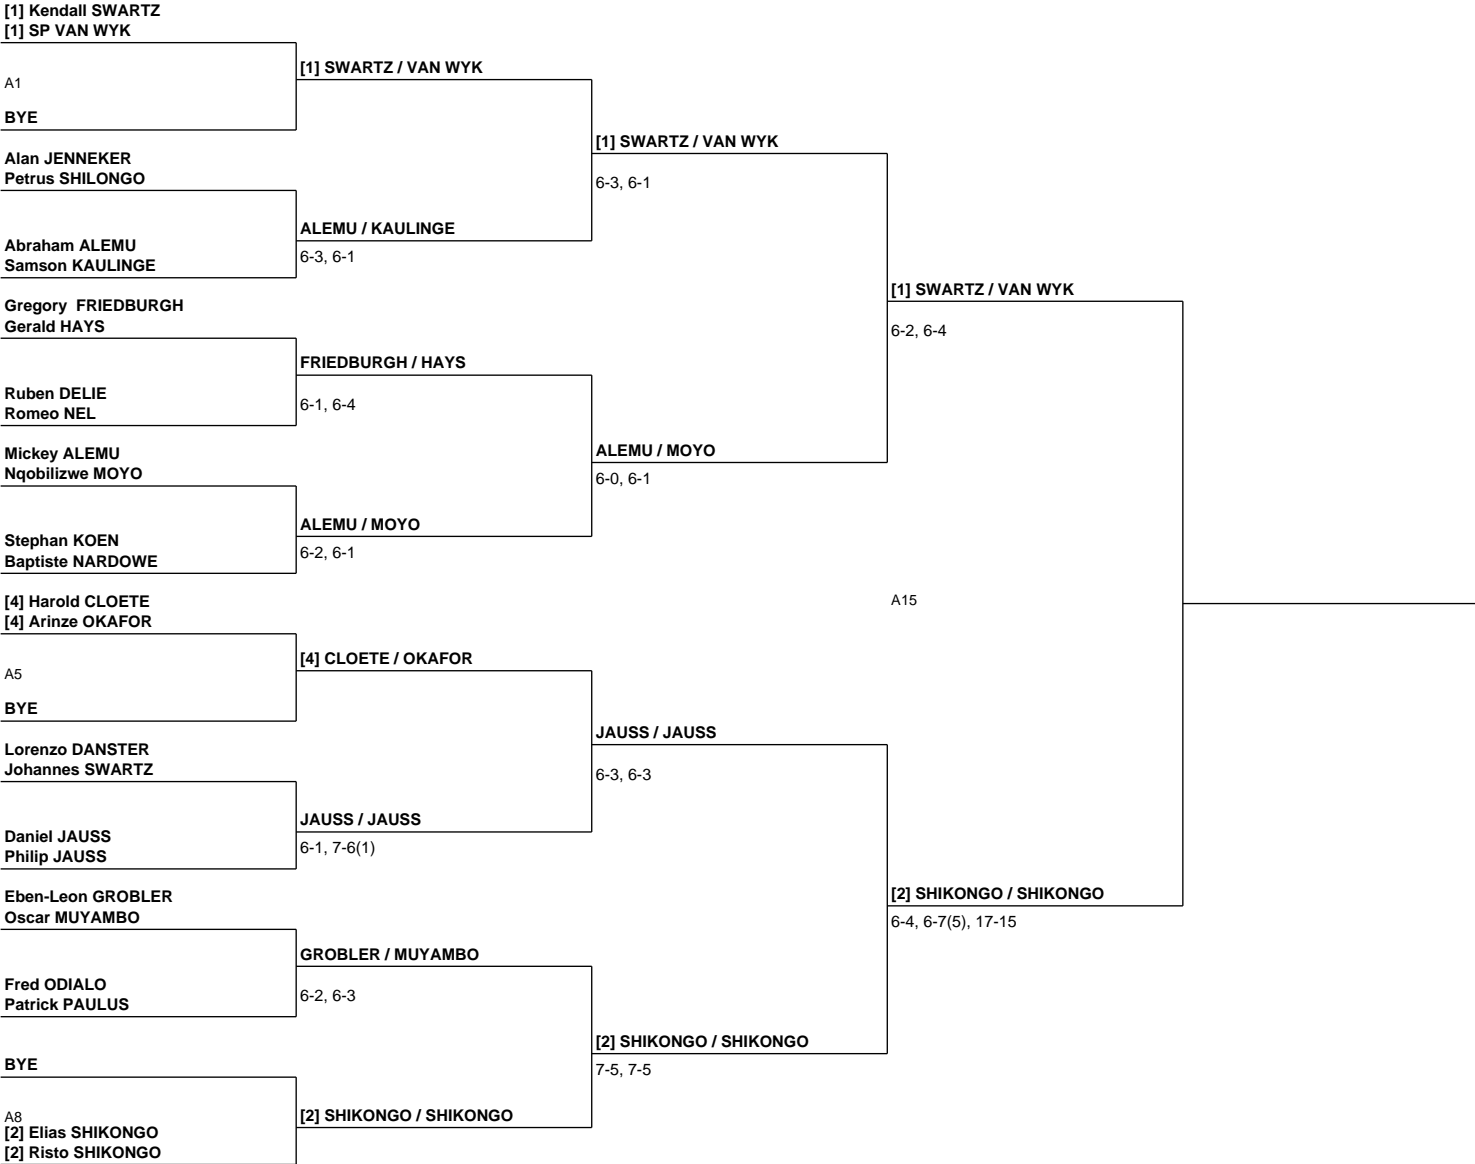 [1] Kendall SWARTZ
[1] SP VAN WYK
[1] SWARTZ / VAN WYK
A1
BYE
[1] SWARTZ / VAN WYK
Alan JENNEKER
Petrus SHILONGO
6-3, 6-1
ALEMU / KAULINGE
Abraham ALEMU
Samson KAULINGE
6-3, 6-1
[1] SWARTZ / VAN WYK
Gregory  FRIEDBURGH
Gerald HAYS
6-2, 6-4
FRIEDBURGH / HAYS
Ruben DELIE
Romeo NEL
6-1, 6-4
Mickey ALEMU
Nqobilizwe MOYO
ALEMU / MOYO
6-0, 6-1
ALEMU / MOYO
Stephan KOEN
Baptiste NARDOWE
6-2, 6-1
[4] Harold CLOETE
[4] Arinze OKAFOR
A15
[4] CLOETE / OKAFOR
A5
BYE
JAUSS / JAUSS
Lorenzo DANSTER
Johannes SWARTZ
6-3, 6-3
JAUSS / JAUSS
Daniel JAUSS
Philip JAUSS
6-1, 7-6(1)
Eben-Leon GROBLER
Oscar MUYAMBO
[2] SHIKONGO / SHIKONGO
6-4, 6-7(5), 17-15
GROBLER / MUYAMBO
Fred ODIALO
Patrick PAULUS
6-2, 6-3
[2] SHIKONGO / SHIKONGO
BYE
7-5, 7-5
A8
[2] SHIKONGO / SHIKONGO
[2] Elias SHIKONGO
[2] Risto SHIKONGO